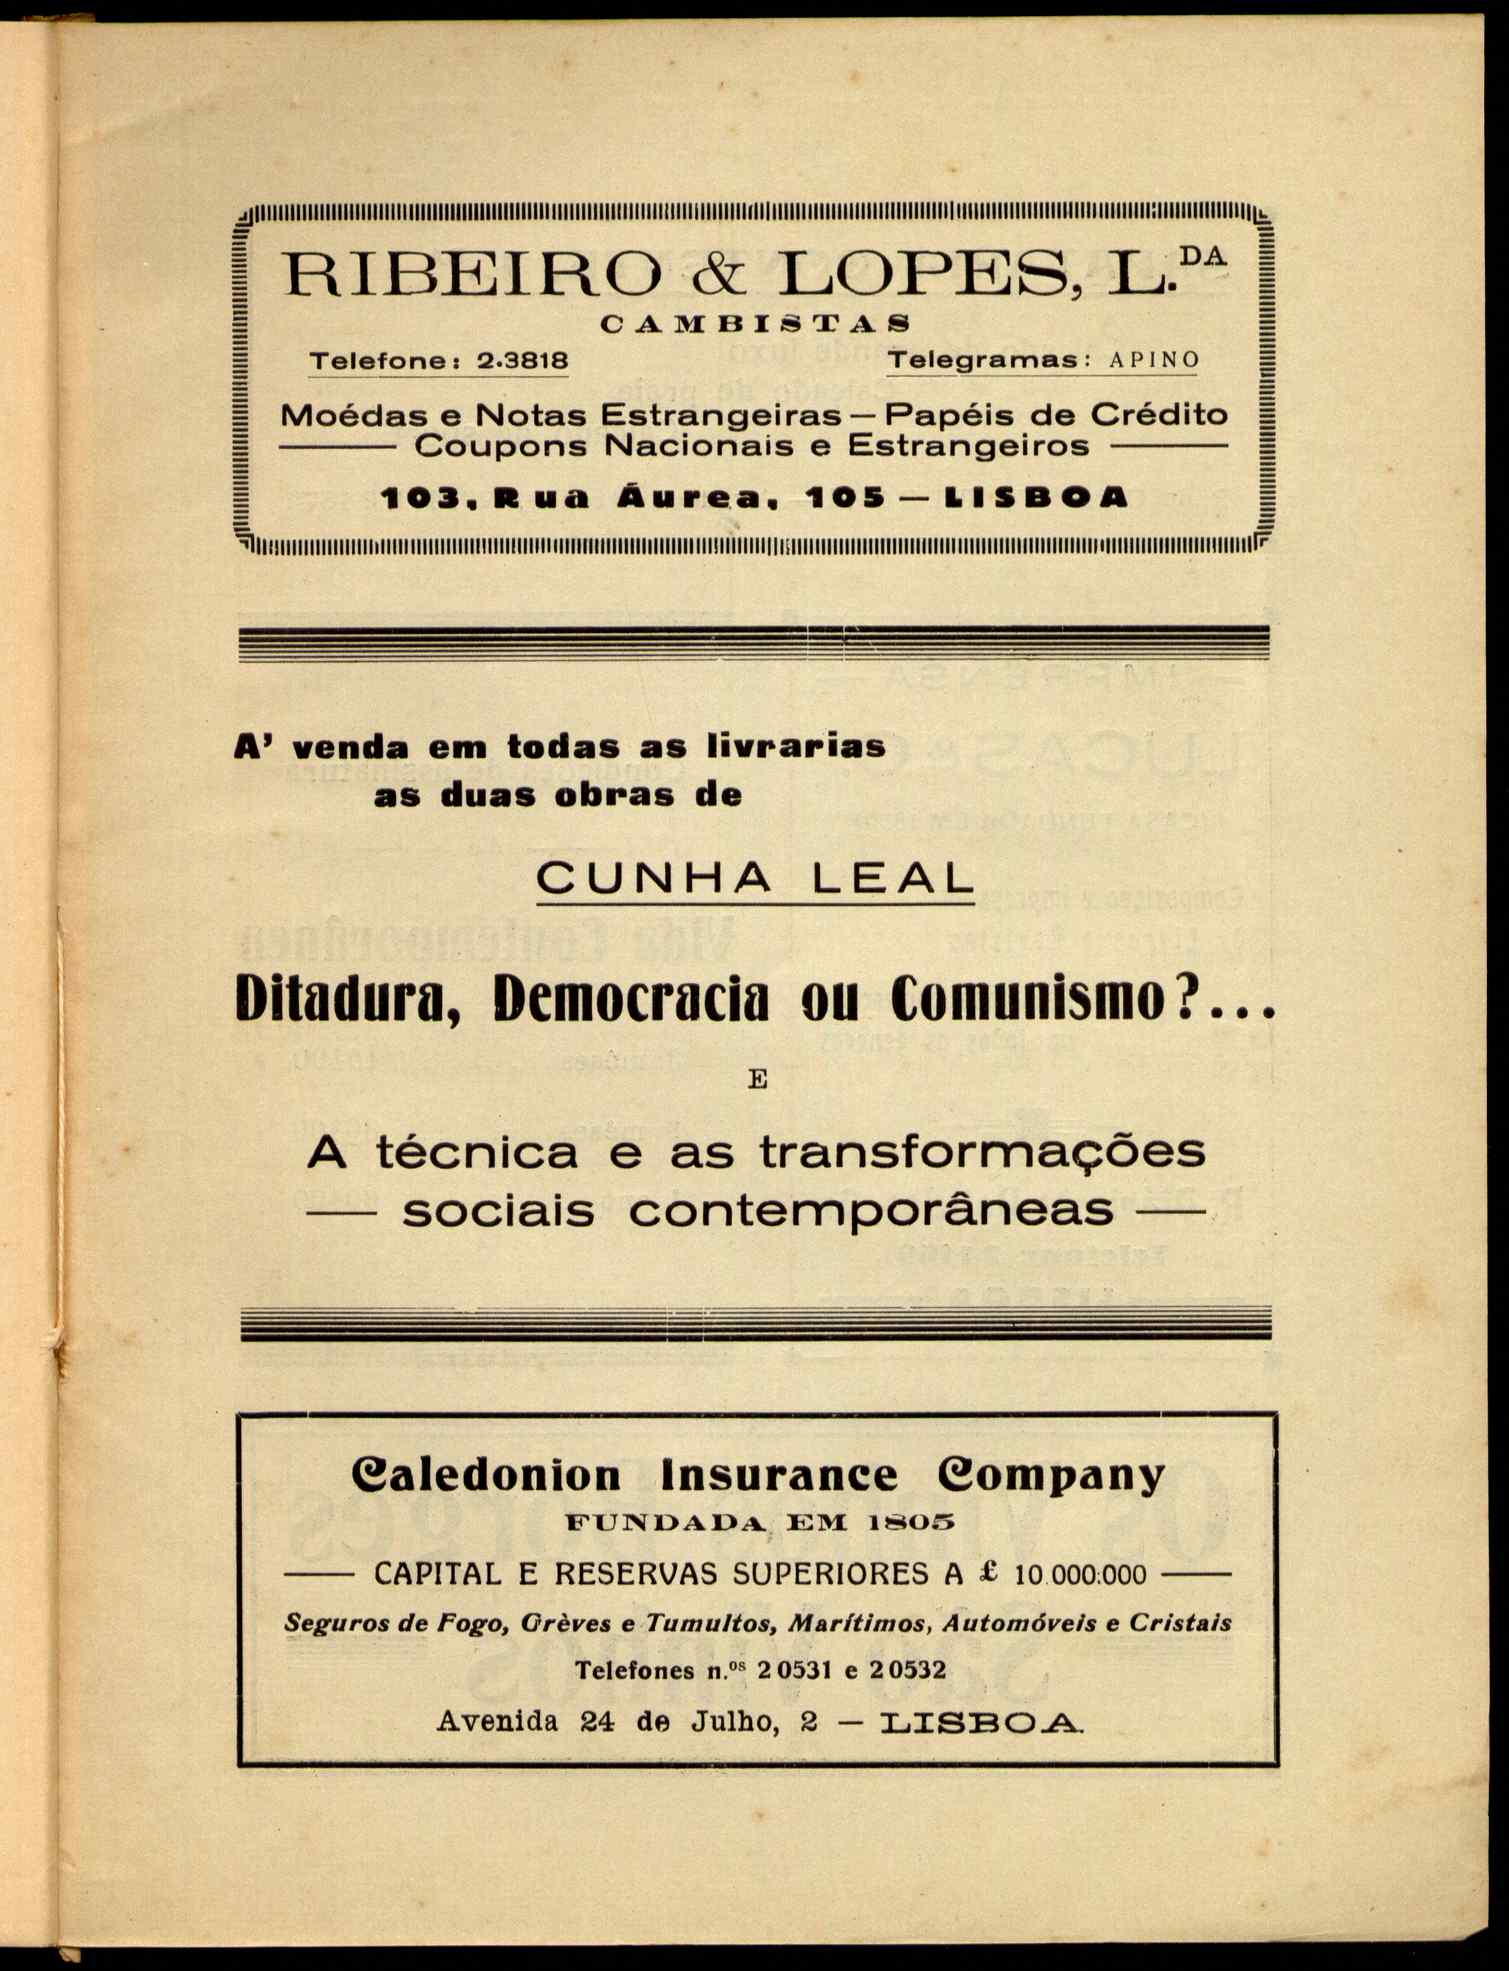 RIBEIRO & LOPES, L.DA
CAMBISTAS
Telefone: 2.3818 Telegramas: APINO
Moédas e Notas Estrangeiras — Papéis de Crédito
Coupons Nacionais e Estrangeiros
103, Rua Áurea, 105 — LISBOA
A' venda em todas as livrarias
as duas obras de
CUNHA LEAL
Ditadura, Democracia ou Comunismo?...
E
A técnica e as transformações
— sociais contemporâneas —
Caledonion Insurance Company
FUNDADA EM 1805
CAPITAL E RESERVAS SUPERIORES A £ 10.000.000
Seguros de Fogo, Grèves e Tumultos, Marítimos, Automóveis e Cristais
Telefones n.os 20531 e 20532
Avenida 24 de Julho, 2 — LISBOA